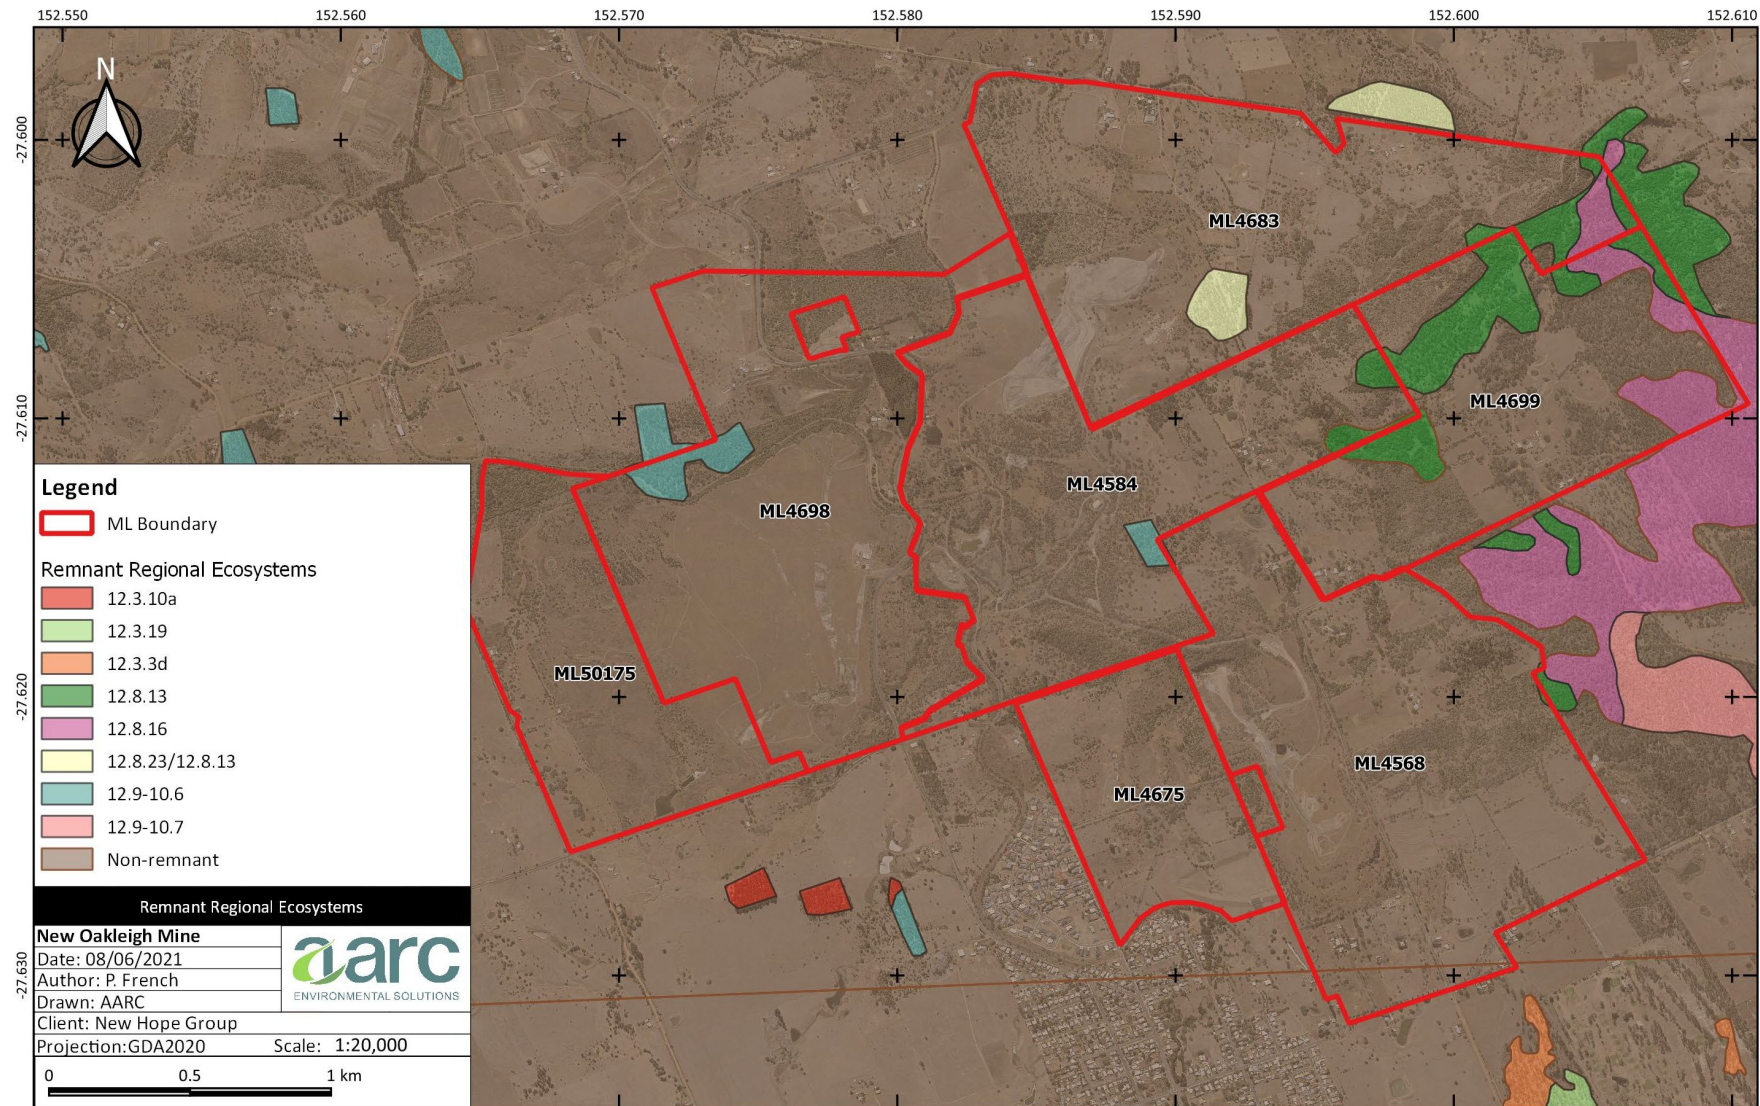 152.550 152.560 152.570 152.580 152.590 152.600 152.610
N
-27.600
-27.610
-27.620
-27.630
ML4683
ML4699
ML4584
ML4698
ML50175
ML4568
ML4675
Legend
ML Boundary
Remnant Regional Ecosystems
12.3.10a
12.3.19
12.3.3d
12.8.13
12.8.16
12.8.23/12.8.13
12.9-10.6
12.9-10.7
Non-remnant
Remnant Regional Ecosystems
New Oakleigh Mine
Date: 08/06/2021
Author: P. French
Drawn: AARC
aarc
ENVIRONMENTAL SOLUTIONS
Client: New Hope Group
Projection:GDA2020 Scale: 1:20,000
0 0.5 1 km